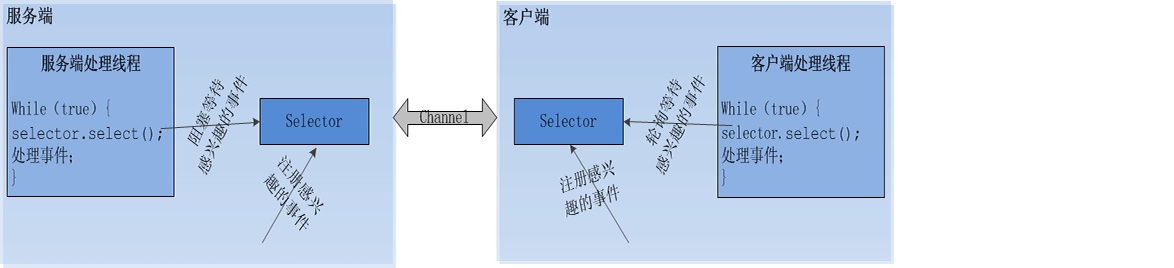 服务端
服务端处理线程
While（true）{
selector.select();
处理事件;
}
阻塞等待
感兴趣的事件
Selector
注册感兴
趣的事件
Channel
客户端
Selector
轮询等待
感兴趣的事件
注册感兴
趣的事件
客户端处理线程
While（true）{
selector.select();
处理事件;
}